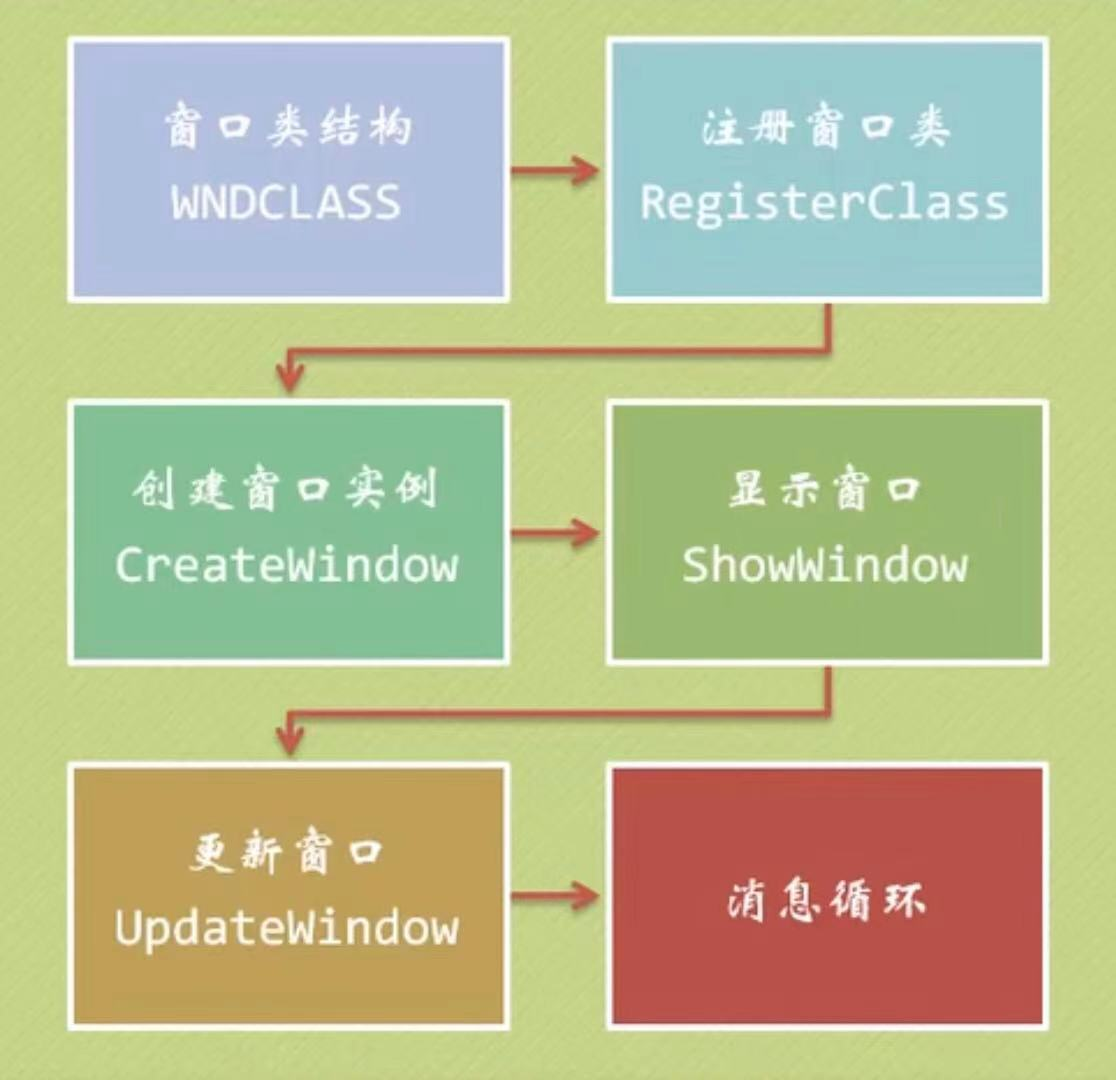 窗口类结构
WNDCLASS
注册窗口类
RegisterClass
创建窗口实例
CreateWindow
显示窗口
ShowWindow
更新窗口
UpdateWindow
消息循环